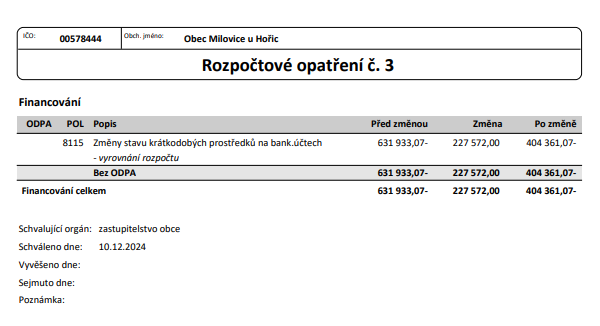 IČO: 00578444 Obch. jméno: Obec Milovice u Hořic
Rozpočtové opatření č. 3
Financování
ODPA POL Popis Před změnou Změna Po změně
8115 Změny stavu krátkodobých prostředků na bank.účtech 631 933,07- 227 572,00 404 361,07-
- vyrovnání rozpočtu
Bez ODPA 631 933,07- 227 572,00 404 361,07-
Financování celkem 631 933,07- 227 572,00 404 361,07-
Schvalující orgán: zastupitelstvo obce
Schváleno dne: 10.12.2024
Vyvěšeno dne:
Sejmuto dne:
Poznámka: